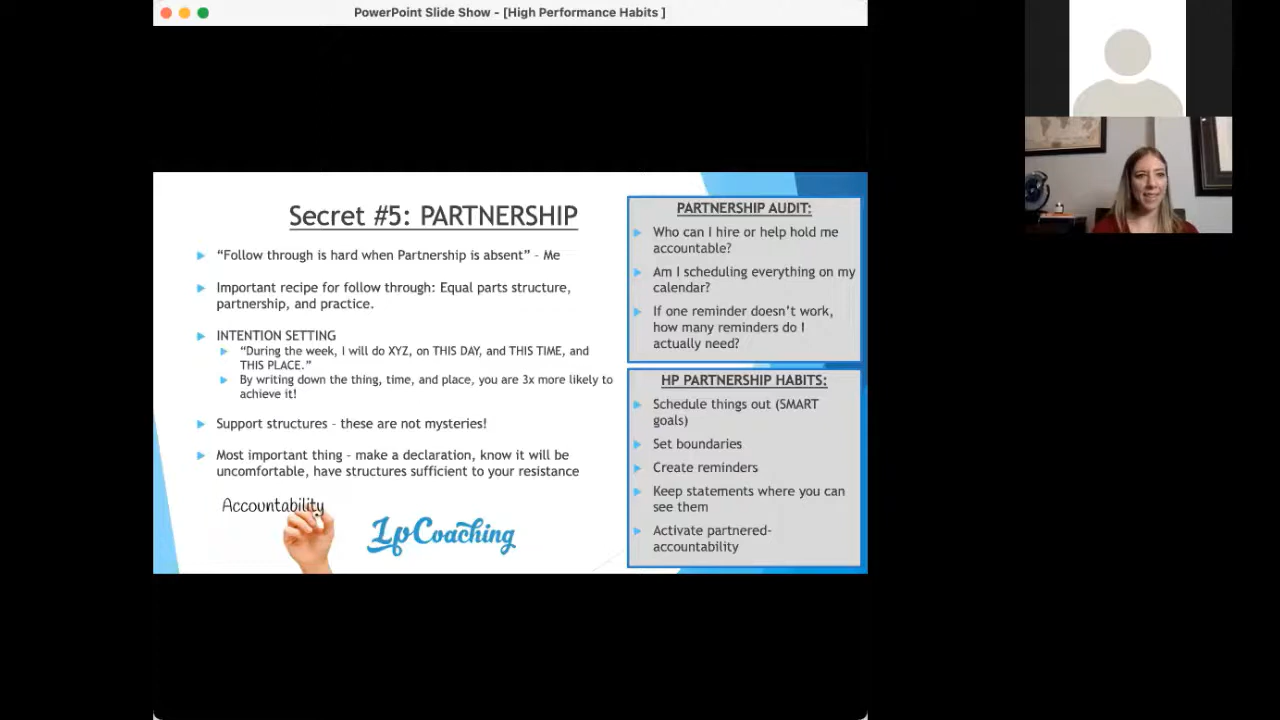 PowerPoint Slide Show - [High Performance Habits ]
Secret #5: PARTNERSHIP
“Follow through is hard when Partnership is absent” – Me
Important recipe for follow through: Equal parts structure,
partnership, and practice.
INTENTION SETTING
“During the week, I will do XYZ, on THIS DAY, and THIS TIME, and
THIS PLACE.”
By writing down the thing, time, and place, you are 3x more likely to
achieve it!
Support structures – these are not mysteries!
Most important thing – make a declaration, know it will be
uncomfortable, have structures sufficient to your resistance
Accountability
LpCoaching
PARTNERSHIP AUDIT:
Who can I hire or help hold me
accountable?
Am I scheduling everything on my
calendar?
If one reminder doesn’t work,
how many reminders do I
actually need?
HP PARTNERSHIP HABITS:
Schedule things out (SMART
goals)
Set boundaries
Create reminders
Keep statements where you can
see them
Activate partnered-
accountability